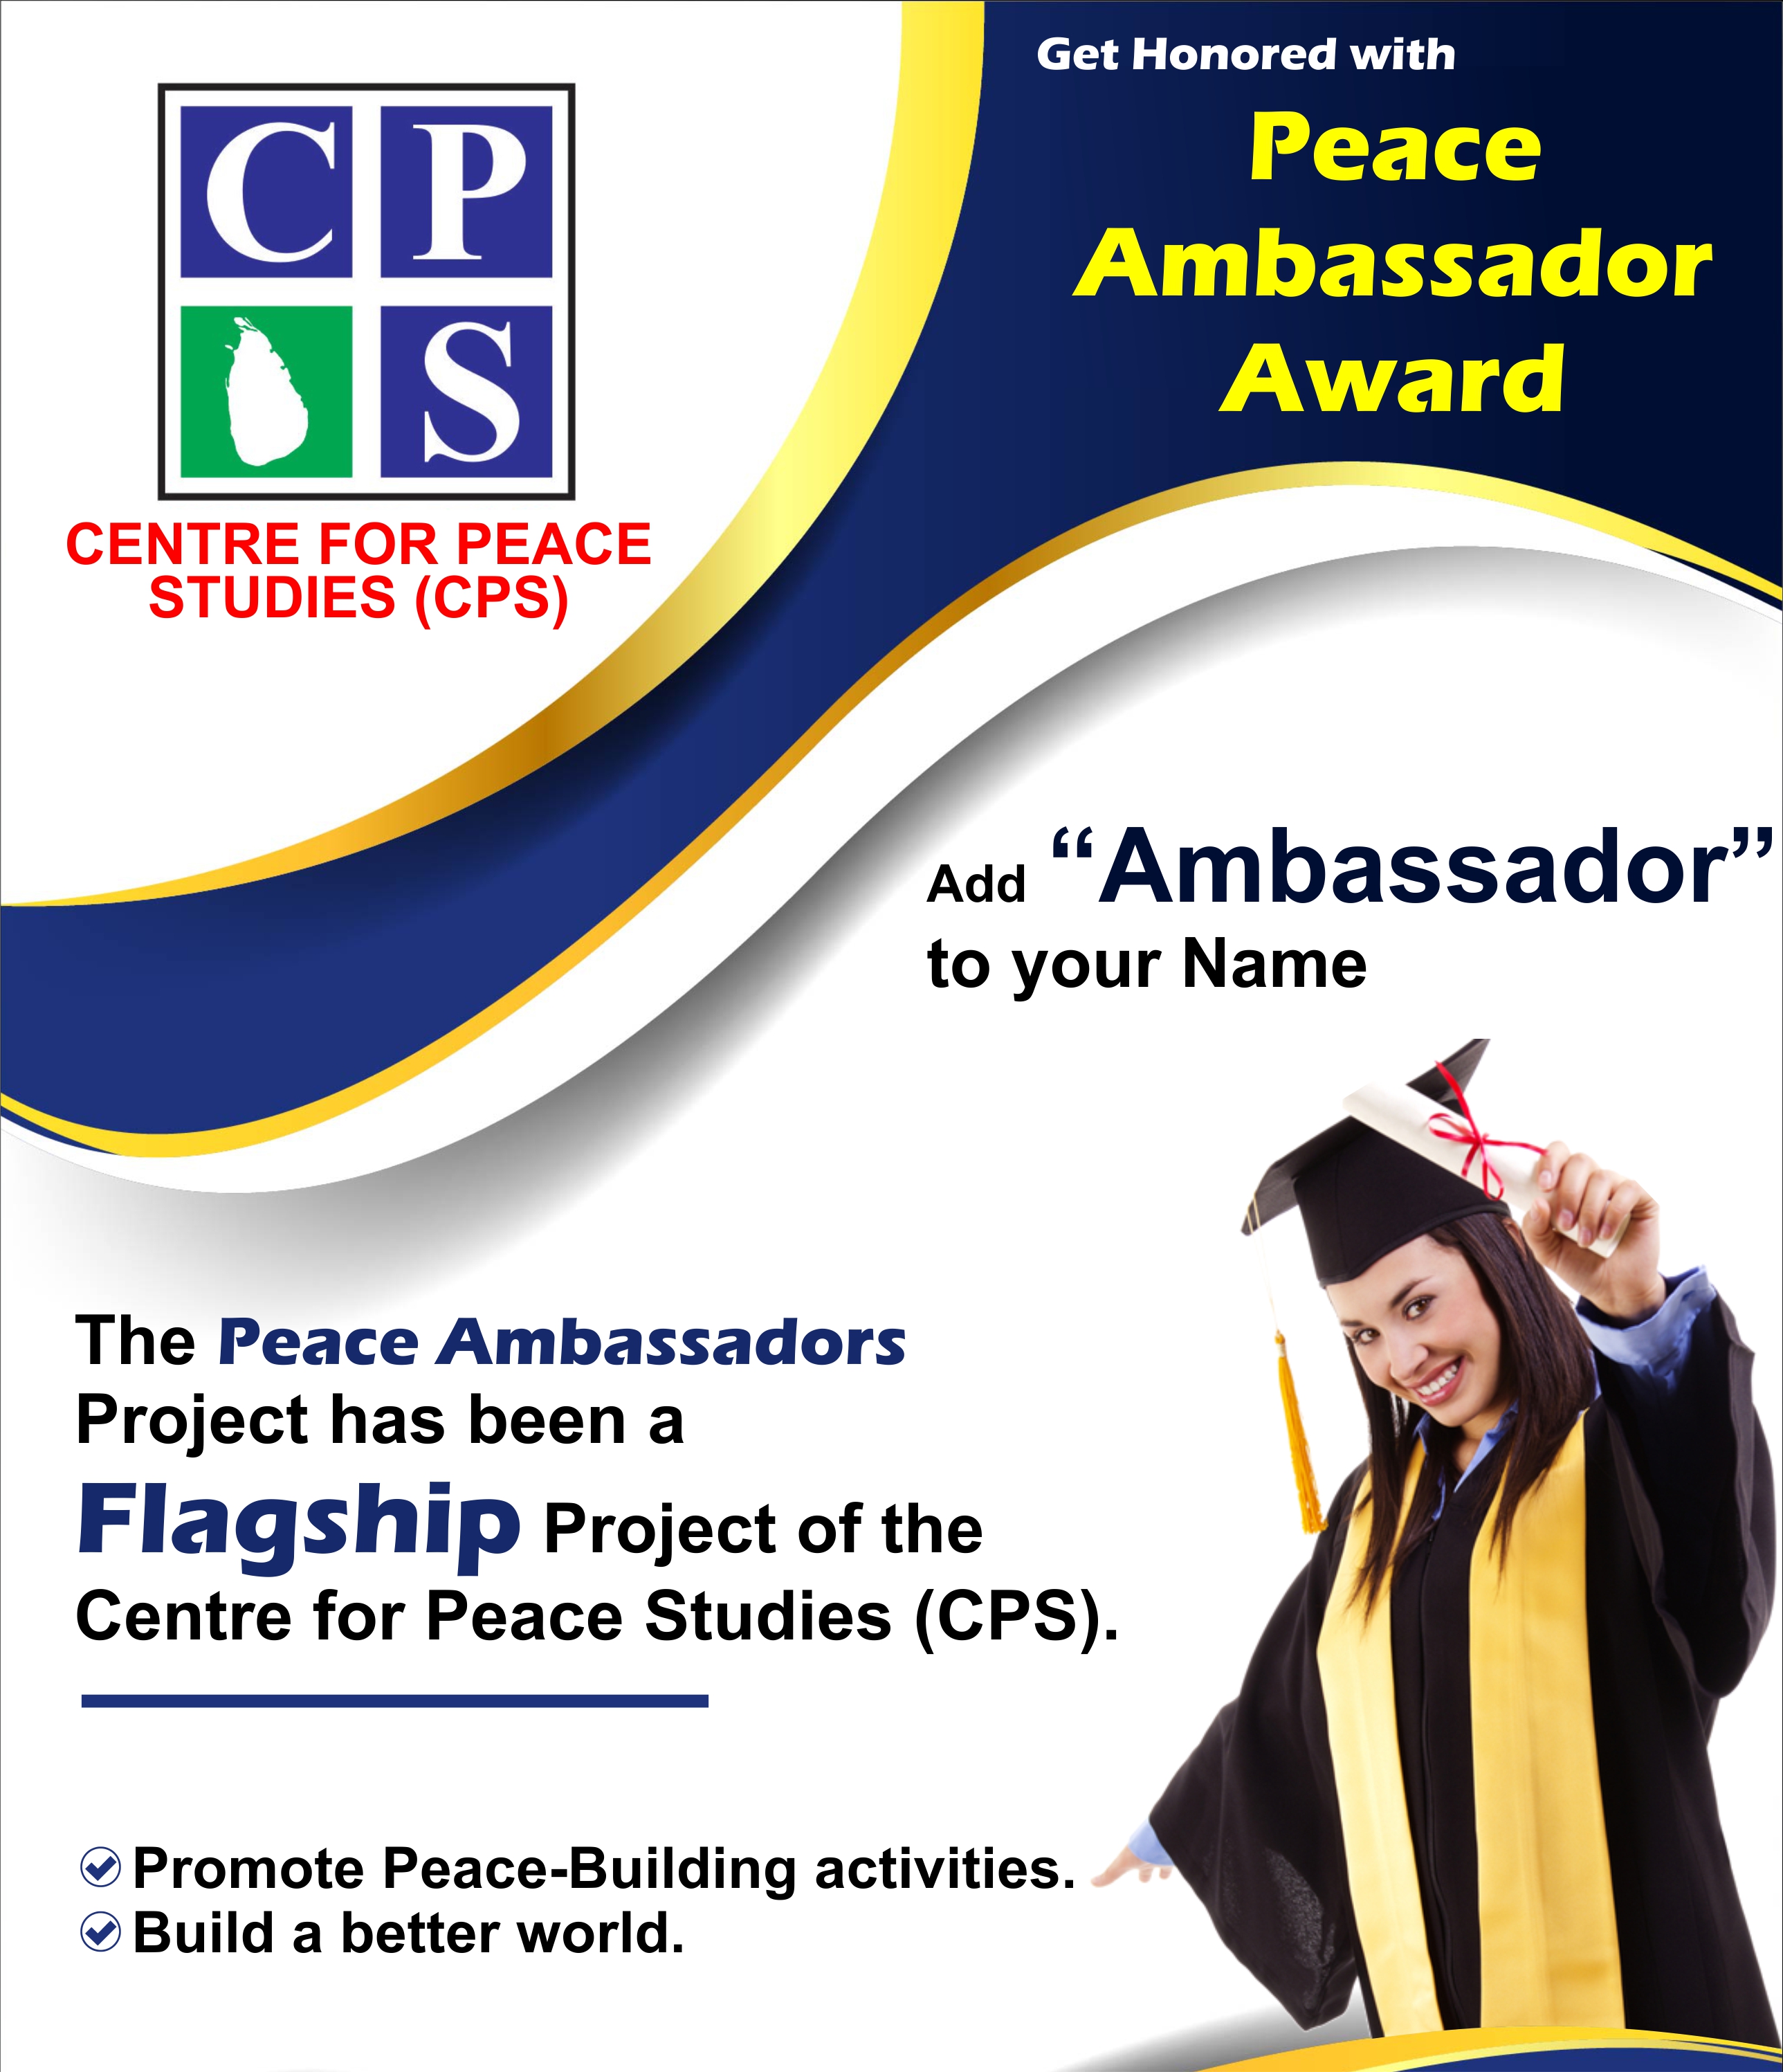 C P
S
CENTRE FOR PEACE
STUDIES (CPS)
Get Honored with
Peace
Ambassador
Award
Add “Ambassador”
to your Name
The Peace Ambassadors
Project has been a
Flagship Project of the
Centre for Peace Studies (CPS).
Promote Peace-Building activities.
Build a better world.